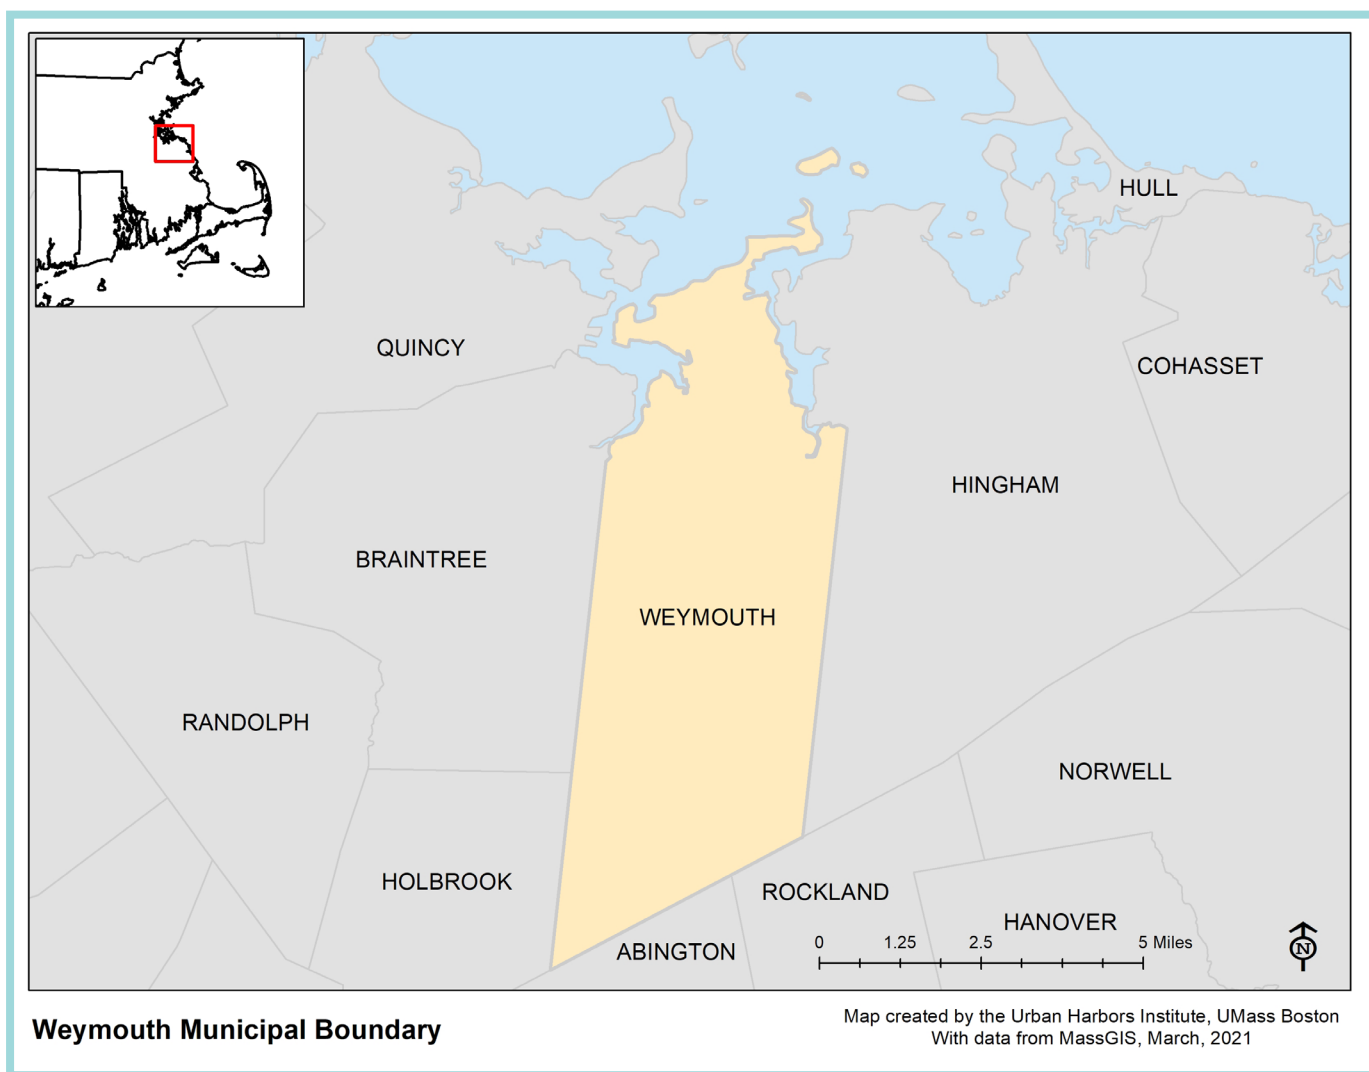 HULL
QUINCY
COHASSET
HINGHAM
BRAINTREE
WEYMOUTH
RANDOLPH
NORWELL
HOLBROOK
ROCKLAND
HANOVER
ABINGTON
0 1.25 2.5 5 Miles
N
Weymouth Municipal Boundary
Map created by the Urban Harbors Institute, UMass Boston
With data from MassGIS, March, 2021